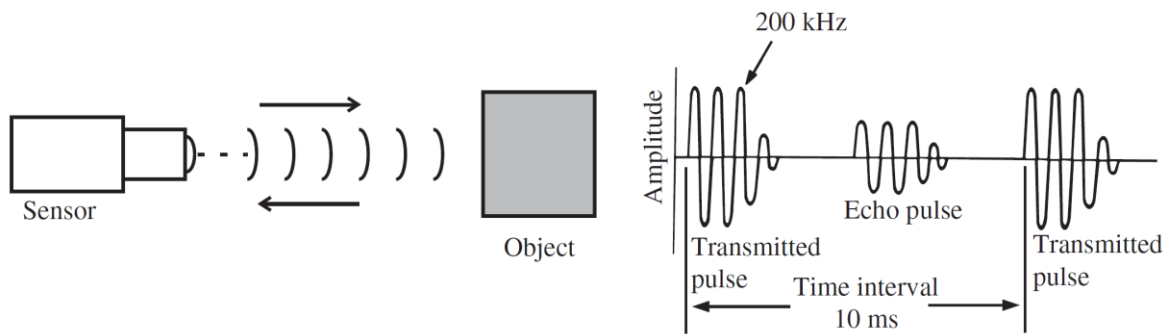 Sensor
Object
200 kHz
Amplitude
Echo pulse
Transmitted
pulse
Transmitted
pulse
Time interval
10 ms